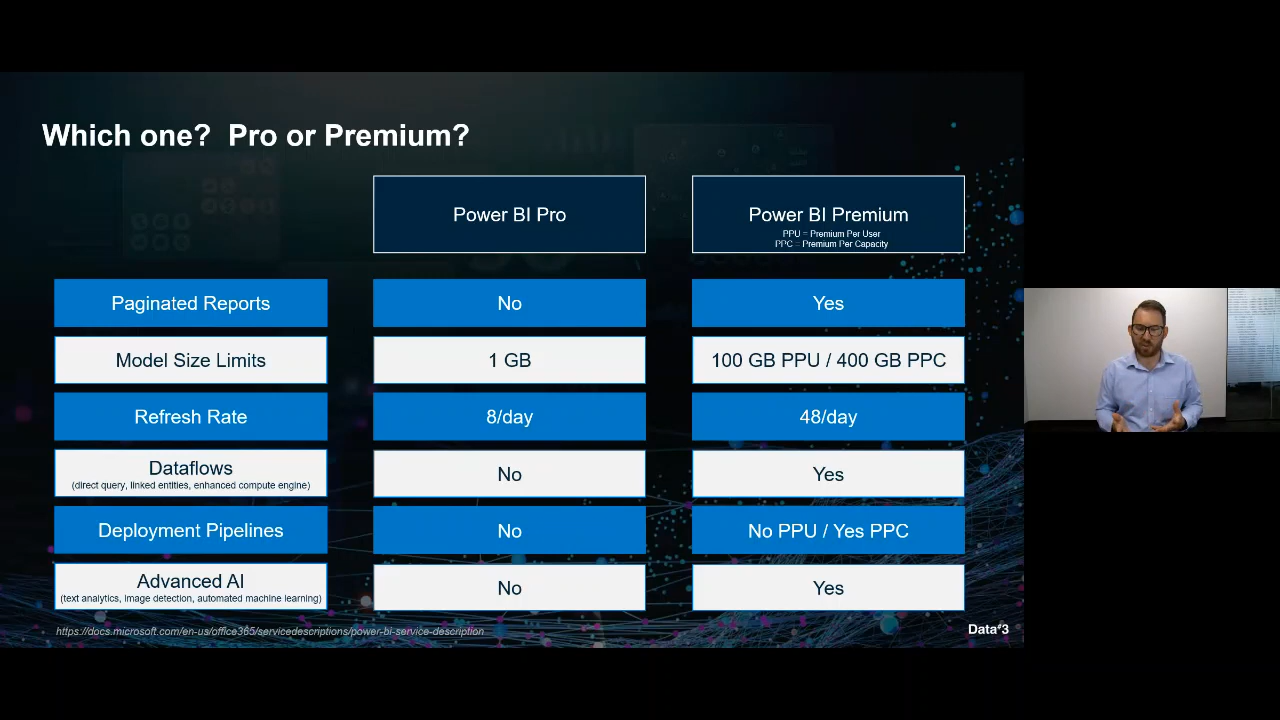 Which one?  Pro or Premium?
Power BI Pro
Power BI Premium
PPU = Premium Per User
PPC = Premium Per Capacity
Paginated Reports
No
Yes
Model Size Limits
1 GB
100 GB PPU / 400 GB PPC
Refresh Rate
8/day
48/day
Dataflows
(direct query, linked entities, enhanced compute engine)
No
Yes
Deployment Pipelines
No
No PPU / Yes PPC
Advanced AI
(text analytics, image detection, automated machine learning)
No
Yes
https://docs.microsoft.com/en-us/office365/servicedescriptions/power-bi-service-description
Data#3